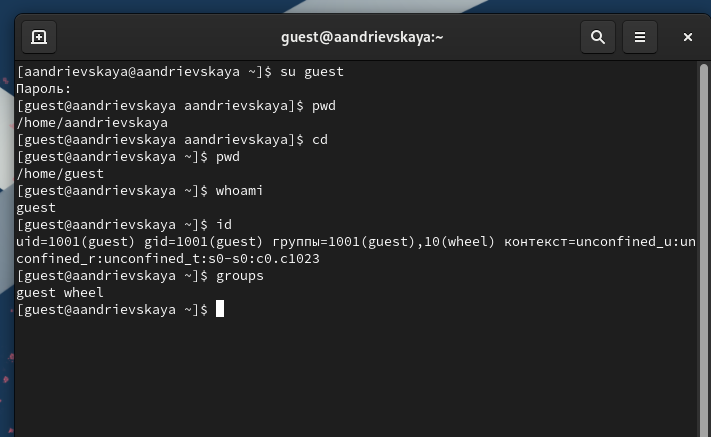 guest@aandrievskaya:~
[aandrievskaya@aandrievskaya ~]$ su guest
Пароль:
[guest@aandrievskaya aandrievskaya]$ pwd
/home/aandrievskaya
[guest@aandrievskaya aandrievskaya]$ cd
[guest@aandrievskaya ~]$ pwd
/home/guest
[guest@aandrievskaya ~]$ whoami
guest
[guest@aandrievskaya ~]$ id
uid=1001(guest) gid=1001(guest) группы=1001(guest),10(wheel) контекст=unconfined_u:un
confined_r:unconfined_t:s0-s0:c0.c1023
[guest@aandrievskaya ~]$ groups
guest wheel
[guest@aandrievskaya ~]$